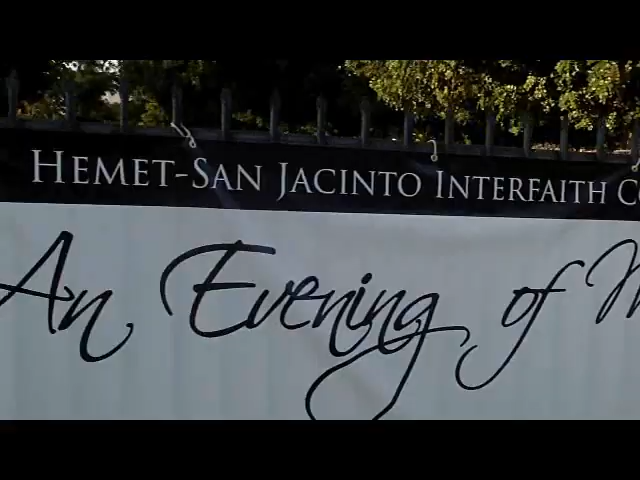 HEMET-SAN JACINTO INTERFAITH
An Evening of